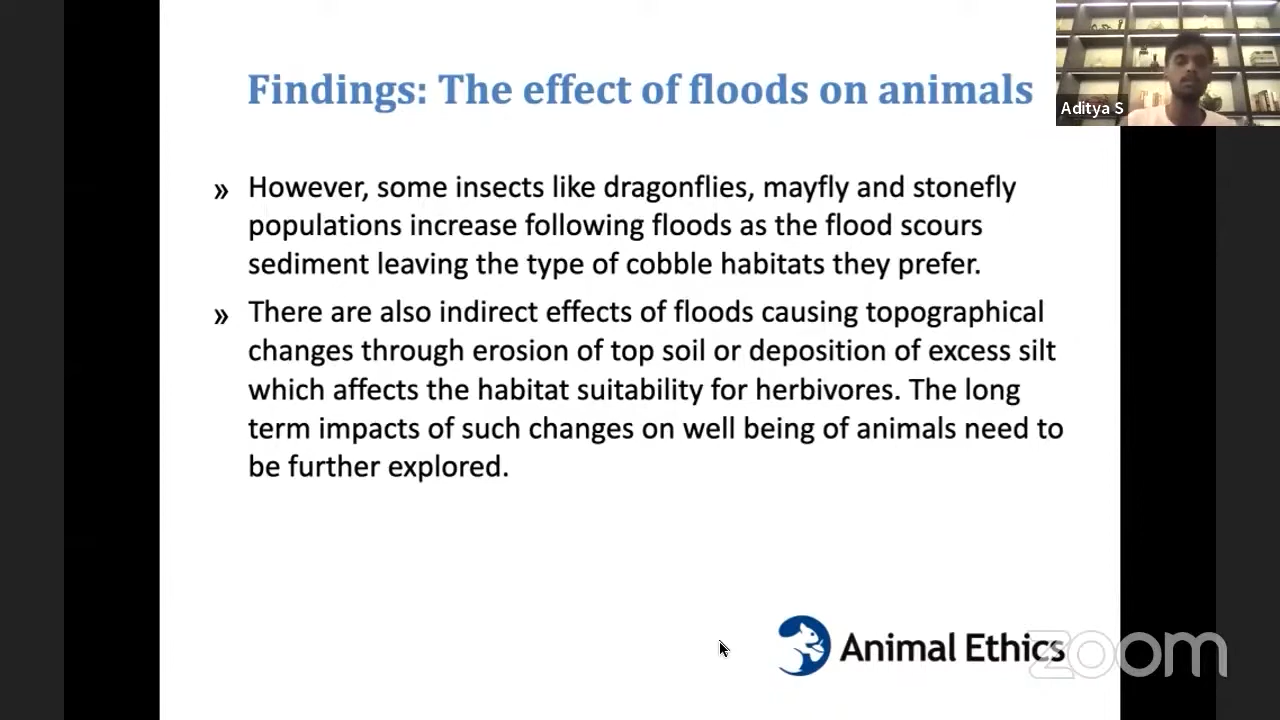 Findings: The effect of floods on animals
Aditya S
» However, some insects like dragonflies, mayfly and stonefly
populations increase following floods as the flood scours
sediment leaving the type of cobble habitats they prefer.
» There are also indirect effects of floods causing topographical
changes through erosion of top soil or deposition of excess silt
which affects the habitat suitability for herbivores. The long
term impacts of such changes on well being of animals need to
be further explored.
Animal Ethics
zoom